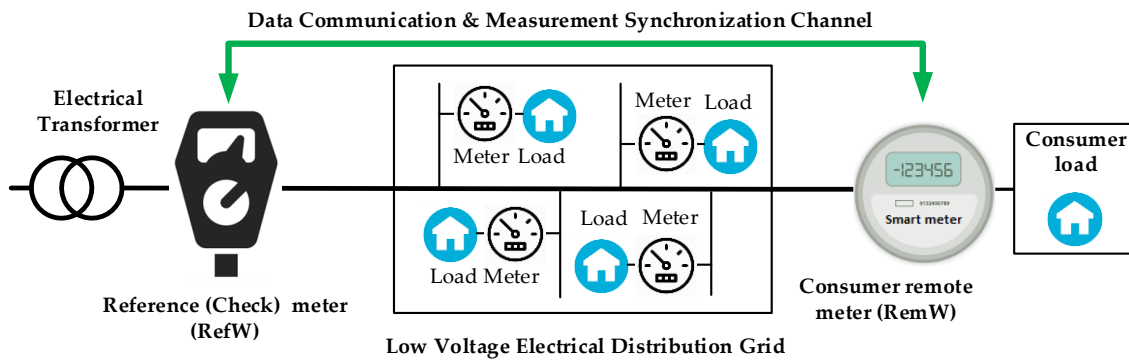 Data Communication & Measurement Synchronization Channel
Electrical
Transformer
Meter Load
Meter Load
Load Meter
Load Meter
-123456
0132456789
Smart meter
Consumer
load
Reference (Check) meter
(RefW)
Consumer remote
meter (RemW)
Low Voltage Electrical Distribution Grid